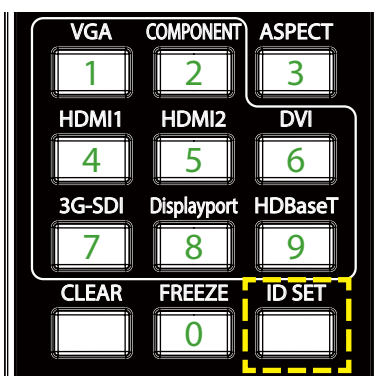 VGA COMPONENT ASPECT
1 2 3
HDMI1 HDMI2 DVI
4 5 6
3G-SDI Displayport HDBaseT
7 8 9
CLEAR FREEZE ID SET
0